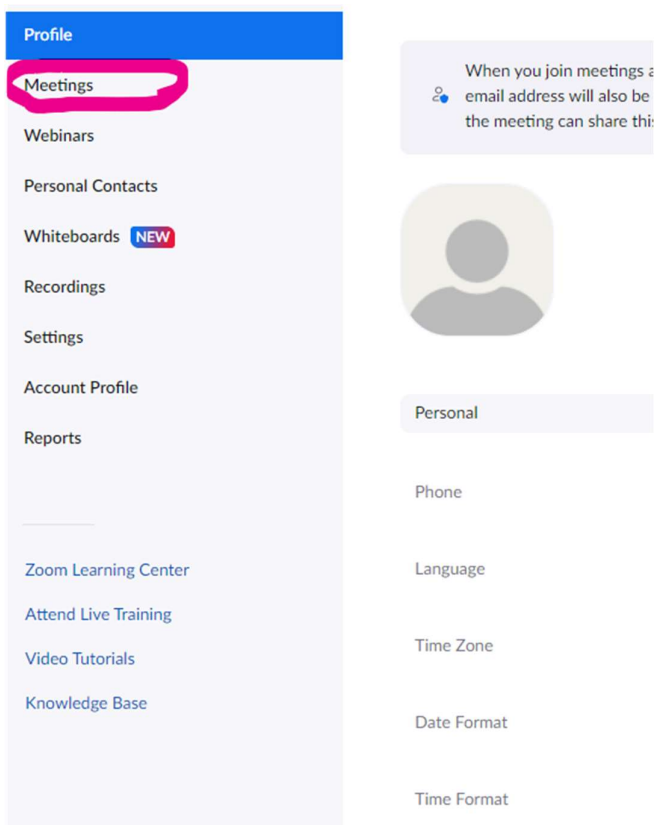 Profile
Meetings
Webinars
Personal Contacts
Whiteboards NEW
Recordings
Settings
Account Profile
Reports
Zoom Learning Center
Attend Live Training
Video Tutorials
Knowledge Base
When you join meetings a
email address will also be
the meeting can share this
Personal
Phone
Language
Time Zone
Date Format
Time Format